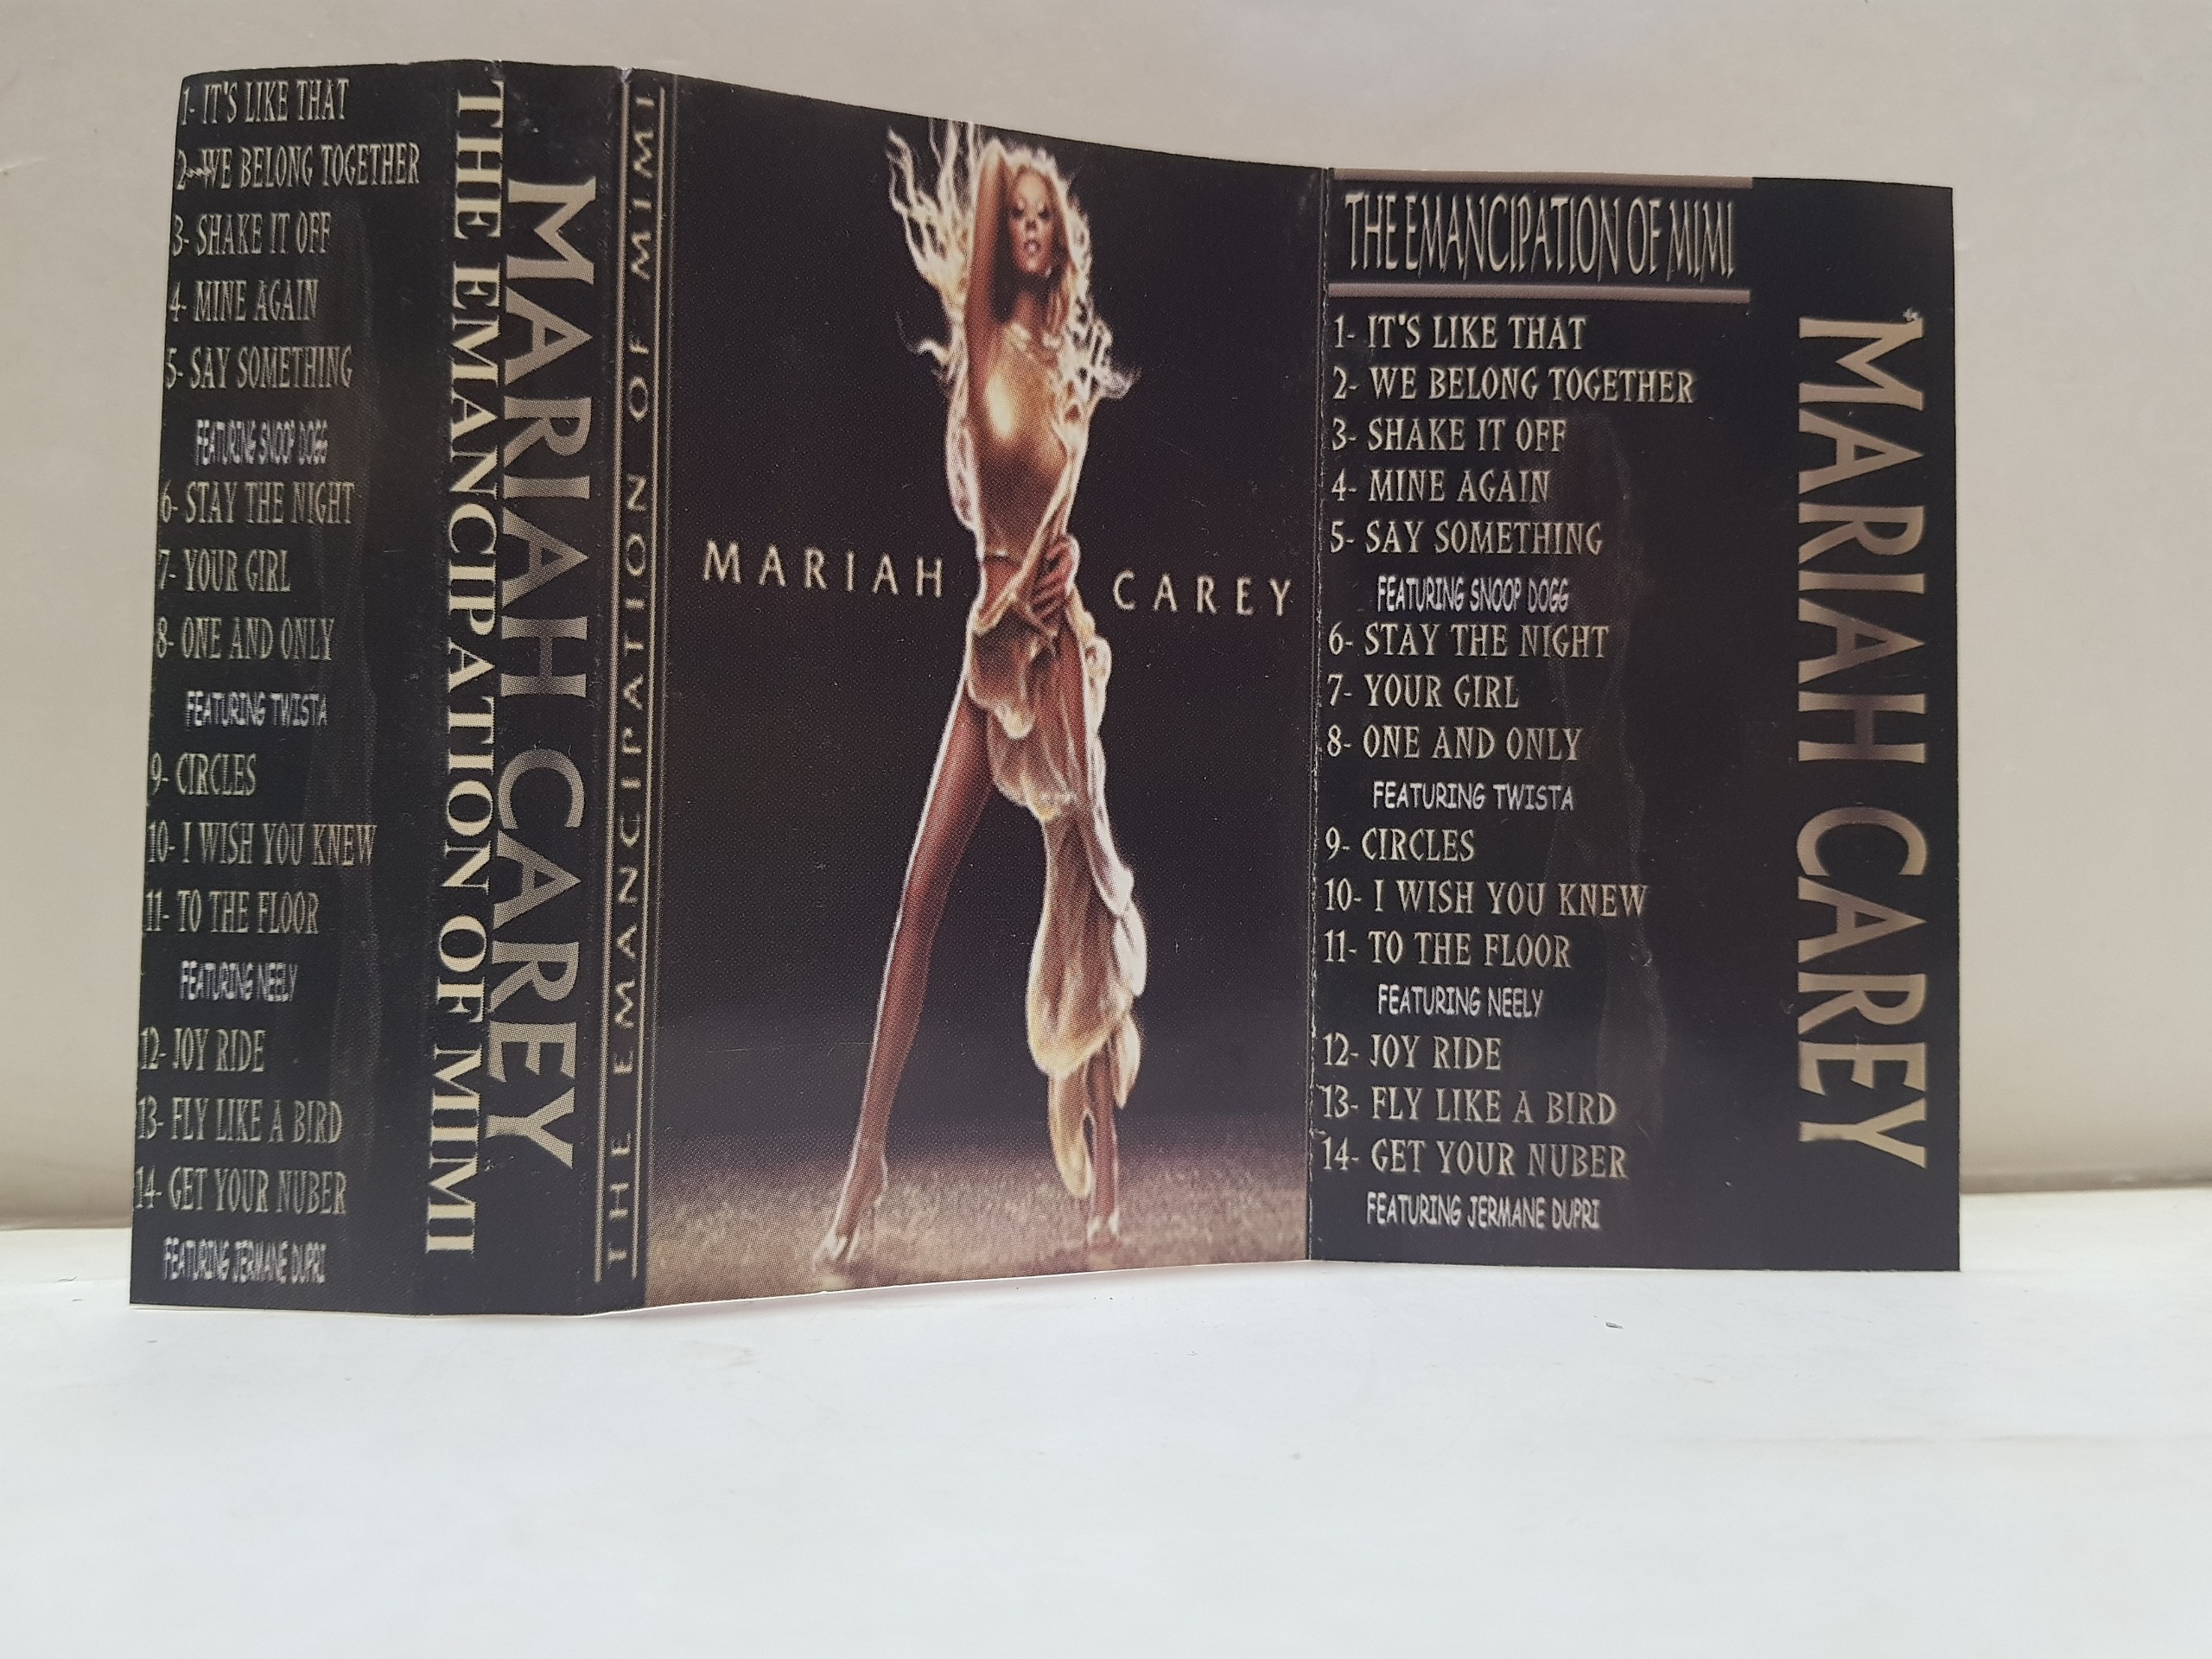 1- IT'S LIKE THAT
2- WE BELONG TOGETHER
3- SHAKE IT OFF
4- MINE AGAIN
5- SAY SOMETHING
FEATURING SNOOP DOGG
6- STAY THE NIGHT
7- YOUR GIRL
8- ONE AND ONLY
FEATURING TWISTA
9- CIRCLES
10- I WISH YOU KNEW
11- TO THE FLOOR
FEATURING NEELY
12- JOY RIDE
13- FLY LIKE A BIRD
14- GET YOUR NUBER
FEATURING JERMANE DUPRI
THE EMANCIPATION OF MIMI
MARIAH CAREY
THE EMANCIPATION OF MIMI
MARIAH CAREY
THE EMANCIPATION OF MIMI
1- IT'S LIKE THAT
2- WE BELONG TOGETHER
3- SHAKE IT OFF
4- MINE AGAIN
5- SAY SOMETHING
FEATURING SNOOP DOGG
6- STAY THE NIGHT
7- YOUR GIRL
8- ONE AND ONLY
FEATURING TWISTA
9- CIRCLES
10- I WISH YOU KNEW
11- TO THE FLOOR
FEATURING NEELY
12- JOY RIDE
13- FLY LIKE A BIRD
14- GET YOUR NUBER
FEATURING JERMANE DUPRI
MARIAH CAREY